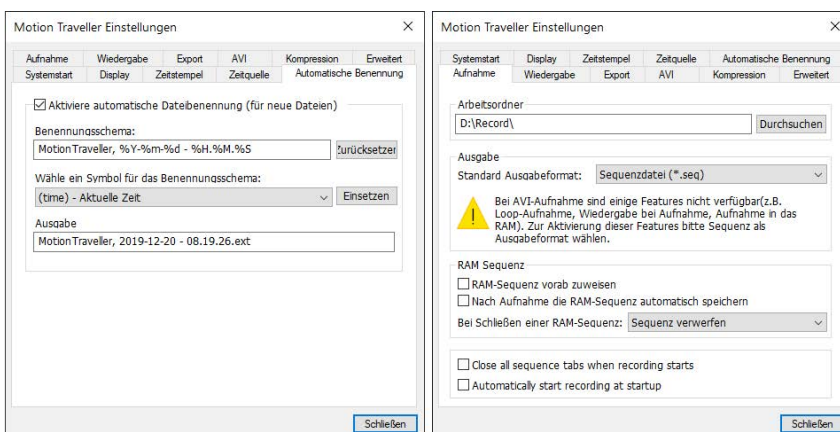 Motion Traveller Einstellungen
Aufnahme Wiedergabe Export AVI Kompression Erweitert
Systemstart Display Zeitstempel Zeitquelle Automatische Benennung
Aktiviere automatische Dateibenennung (für neue Dateien)
Benennungsschema:
MotionTraveller, %Y-%m-%d - %H.%M.%S
Zurücksetzen
Wähle ein Symbol für das Benennungsschema:
(time) - Aktuelle Zeit
Einsetzen
Ausgabe
MotionTraveller, 2019-12-20 - 08.19.26.ext
Schließen
Motion Traveller Einstellungen
Systemstart Display Zeitstempel Zeitquelle Automatische Benennung
Aufnahme Wiedergabe Export AVI Kompression Erweitert
Arbeitsordner
D:\Record\
Durchsuchen
Ausgabe
Standard Ausgabeformat: Sequenzdatei (*.seq)
Bei AVI-Aufnahme sind einige Features nicht verfügbar(z.B.
Loop-Aufnahme, Wiedergabe bei Aufnahme, Aufnahme in das
RAM). Zur Aktivierung dieser Features bitte Sequenz als
Ausgabeformat wählen.
RAM Sequenz
RAM-Sequenz vorab zuweisen
Nach Aufnahme die RAM-Sequenz automatisch speichern
Bei Schließen einer RAM-Sequenz: Sequenz verwerfen
Close all sequence tabs when recording starts
Automatically start recording at startup
Schließen